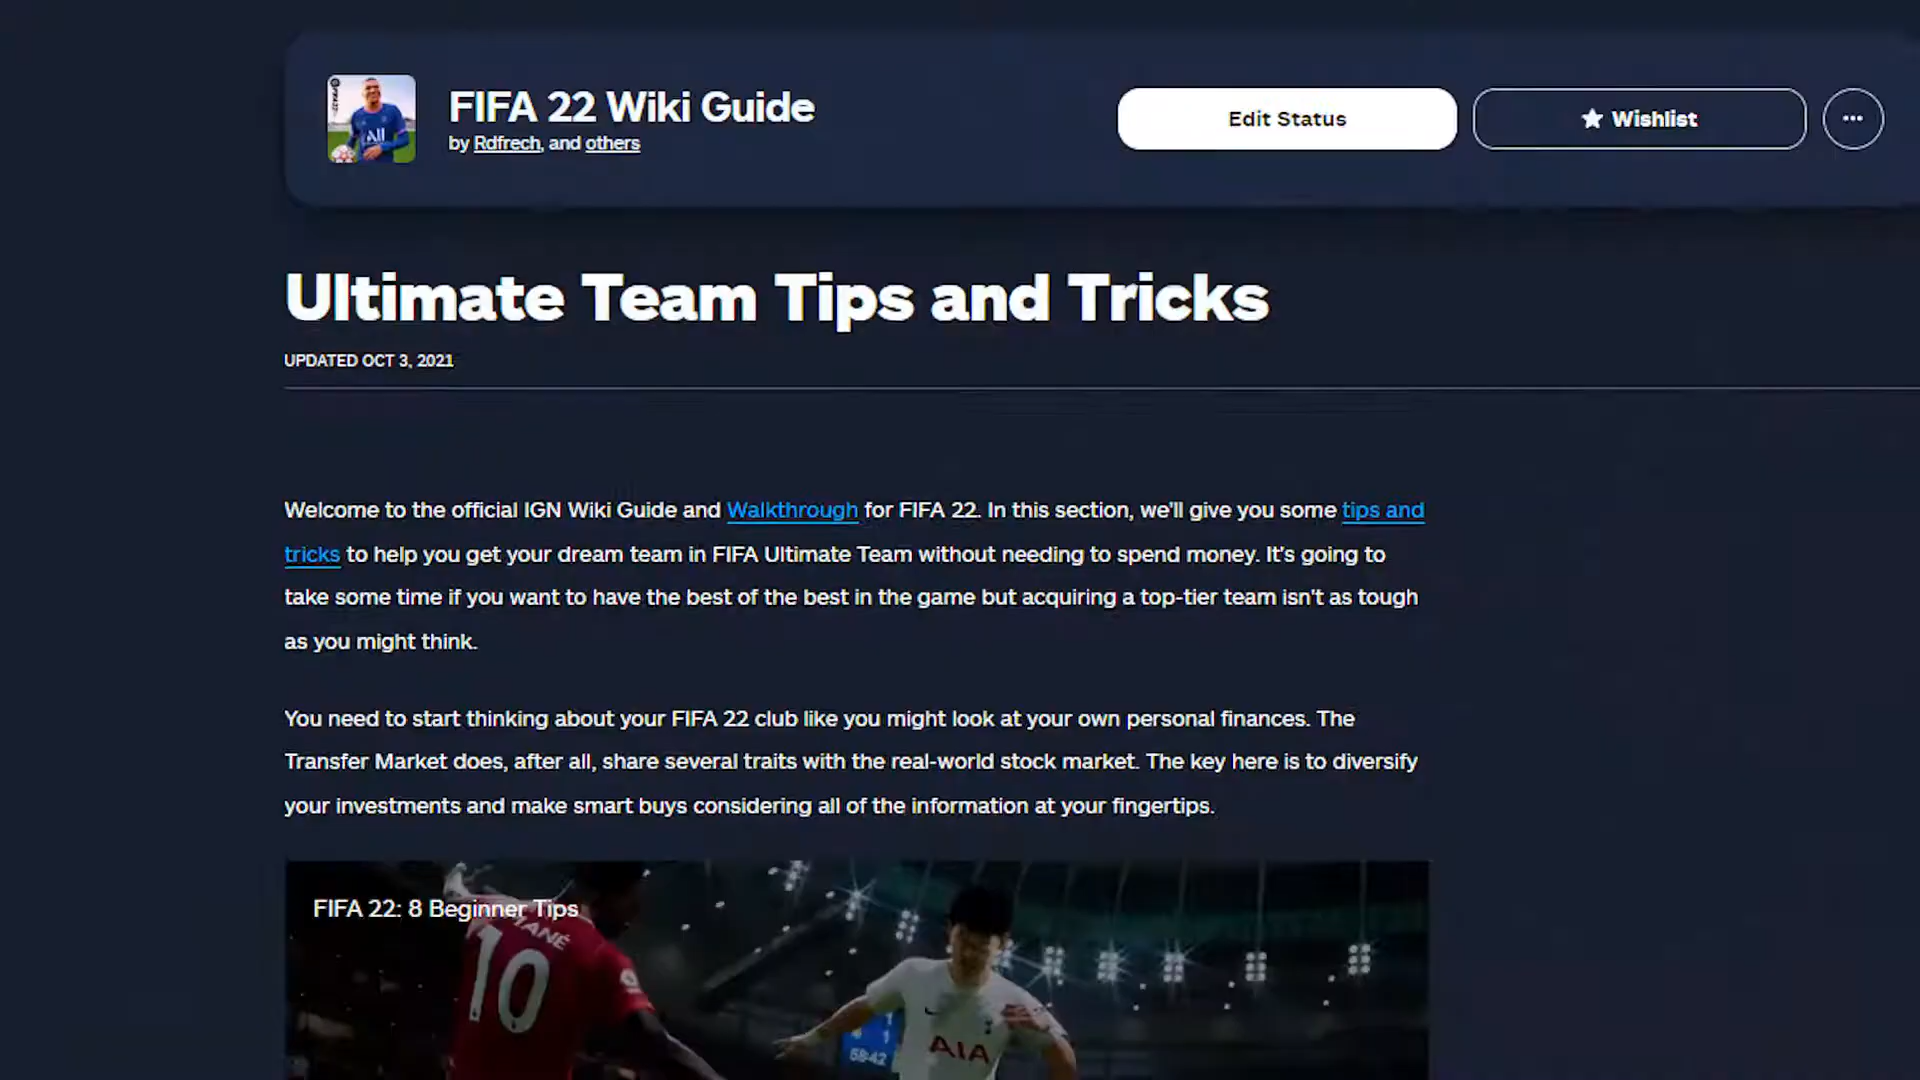 FIFA 22 Wiki Guide
by Rdfrech, and others
Edit Status
Wishlist
Ultimate Team Tips and Tricks
UPDATED OCT 3, 2021
Welcome to the official IGN Wiki Guide and Walkthrough for FIFA 22. In this section, we'll give you some tips and
tricks to help you get your dream team in FIFA Ultimate Team without needing to spend money. It's going to
take some time if you want to have the best of the best in the game but acquiring a top-tier team isn't as tough
as you might think.
You need to start thinking about your FIFA 22 club like you might look at your own personal finances. The
Transfer Market does, after all, share several traits with the real-world stock market. The key here is to diversify
your investments and make smart buys considering all of the information at your fingertips.
FIFA 22: 8 Beginner Tips
10
AIA